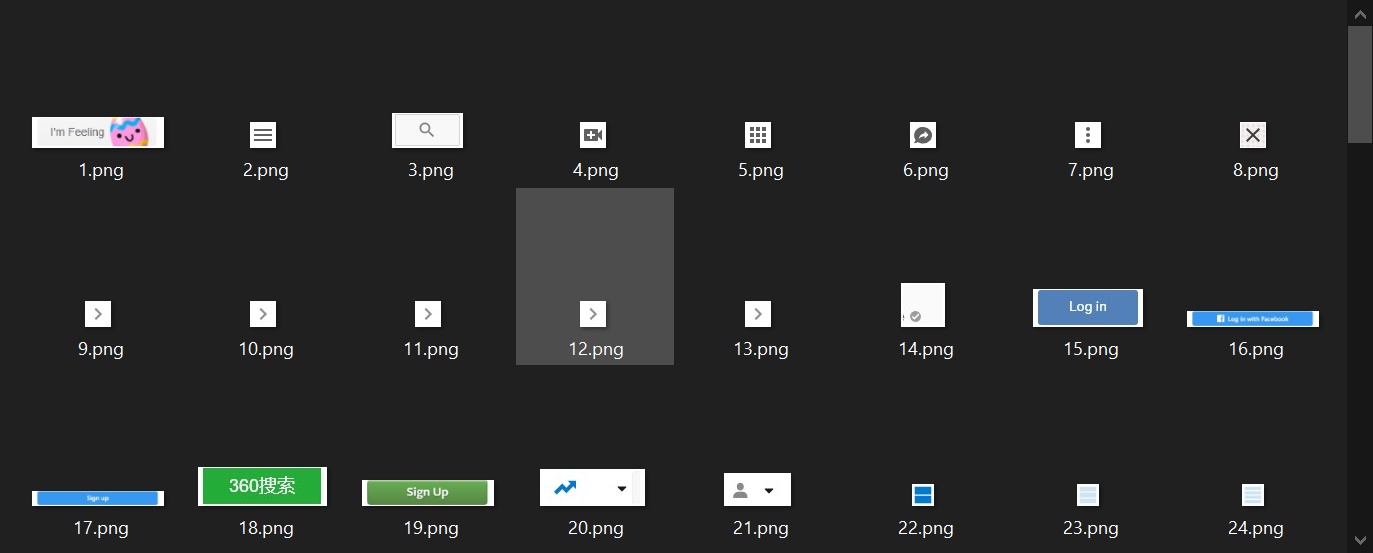 I'm Feeling
1.png
2.png
3.png
4.png
5.png
6.png
7.png
8.png
9.png
10.png
11.png
12.png
13.png
14.png
Log in
15.png
Log in with Facebook
16.png
Sign up
17.png
360搜索
18.png
Sign Up
19.png
20.png
21.png
22.png
23.png
24.png